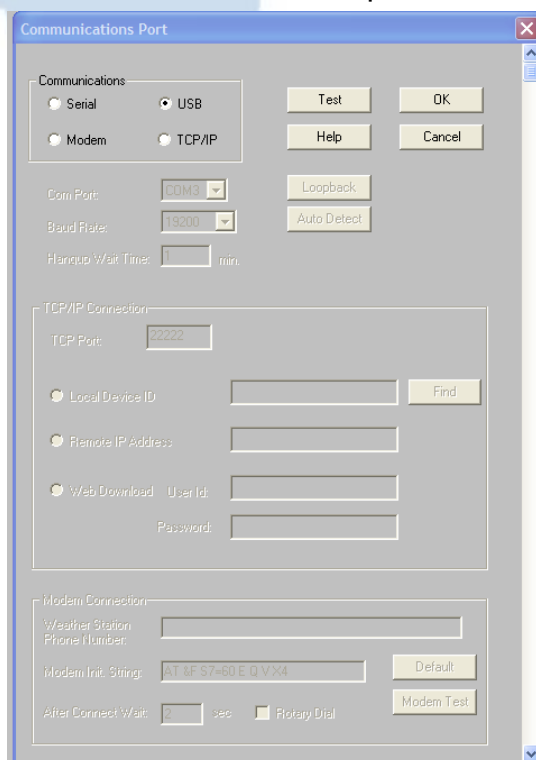 Communications Port
Communications
Serial USB
Modem TCP/IP
Test OK
Help Cancel
Com Port: COM3
Baud Rate: 19200
Hangup Wait Time: 1 min.
Loopback
Auto Detect
TCP/IP Connection
TCP Port: 22222
Local Device ID Find
Remote IP Address
Web Download User Id:
Password:
Modem Connection
Weather Station
Phone Number:
Modem Init. String: AT &F S7=60 E Q V X4 Default
After Connect Wait: 2 sec Rotary Dial Modem Test